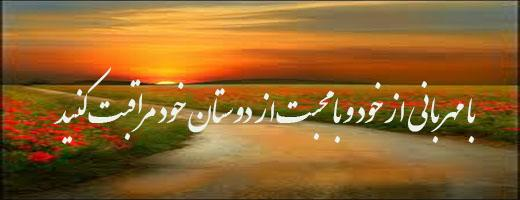 با مهربانی از خود و با محبت از دوستان خود مراقبت کنید